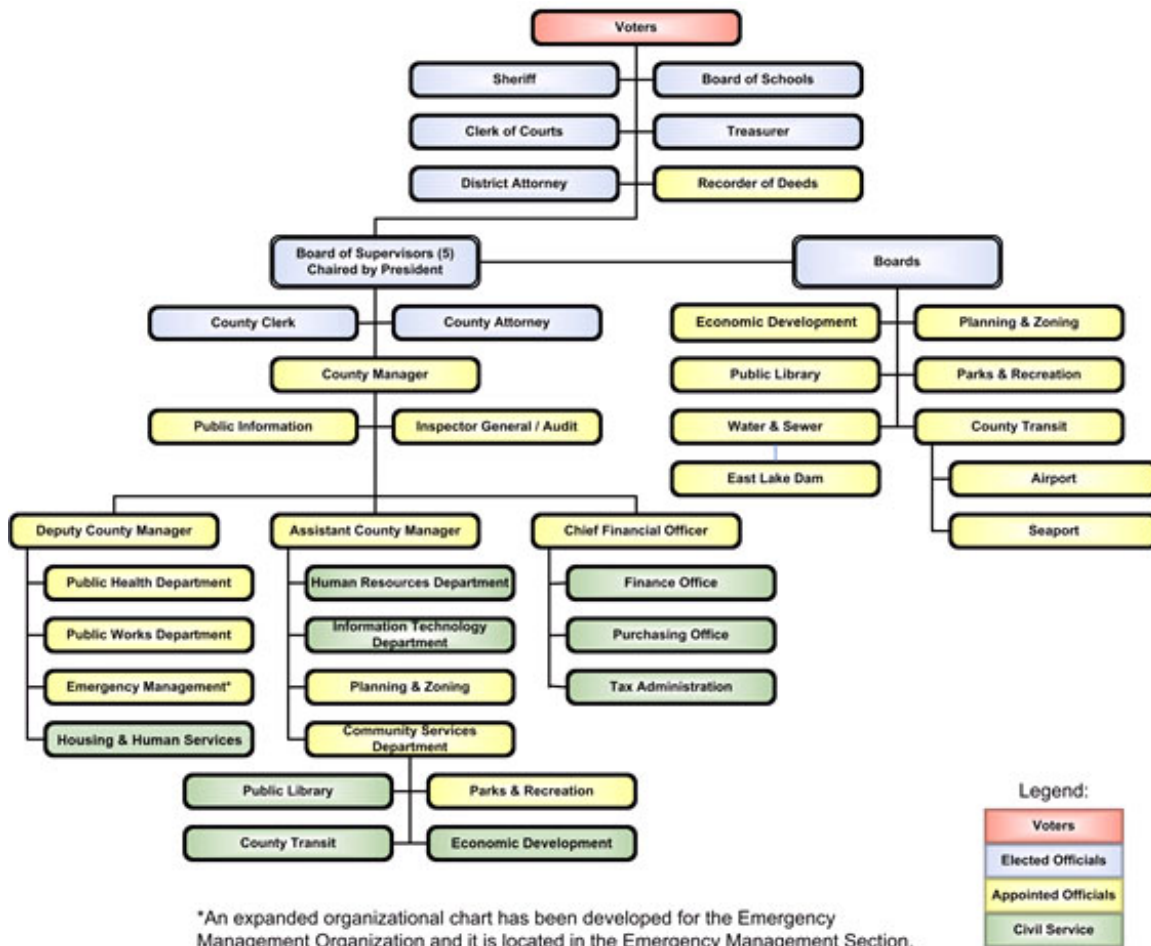 Voters
Sheriff
Board of Schools
Clerk of Courts
Treasurer
District Attorney
Recorder of Deeds
Board of Supervisors (5)
Chaired by President
Boards
County Clerk
County Attorney
Economic Development
Planning & Zoning
County Manager
Public Library
Parks & Recreation
Public Information
Inspector General / Audit
Water & Sewer
County Transit
East Lake Dam
Airport
Seaport
Deputy County Manager
Assistant County Manager
Chief Financial Officer
Public Health Department
Human Resources Department
Finance Office
Public Works Department
Information Technology
Department
Purchasing Office
Emergency Management*
Planning & Zoning
Tax Administration
Housing & Human Services
Community Services
Department
Public Library
Parks & Recreation
County Transit
Economic Development
Legend:
Voters
Elected Officials
Appointed Officials
Civil Service
*An expanded organizational chart has been developed for the Emergency
Management Organization and it is located in the Emergency Management Section.